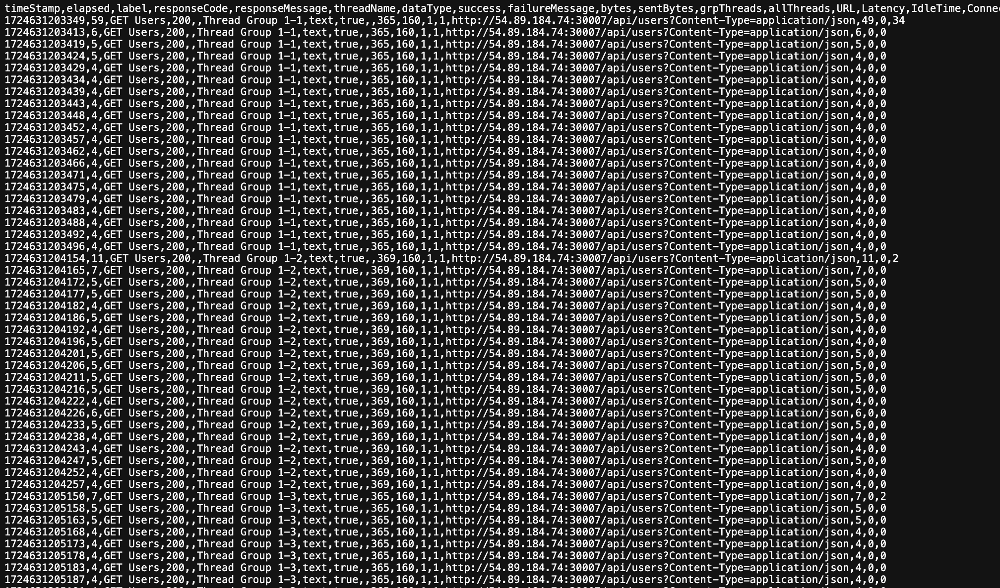 timeStamp,elapsed,label,responseCode,responseMessage,threadName,dataType,success,failureMessage,bytes,sentBytes,grpThreads,allThreads,URL,Latency,IdleTime,Connec
1724631203349,59,GET Users,200,,Thread Group 1-1,text,true,,365,160,1,1,http://54.89.184.74:30007/api/users?Content-Type=application/json,49,0,34
1724631203413,6,GET Users,200,,Thread Group 1-1,text,true,,365,160,1,1,http://54.89.184.74:30007/api/users?Content-Type=application/json,6,0,0
1724631203419,5,GET Users,200,,Thread Group 1-1,text,true,,365,160,1,1,http://54.89.184.74:30007/api/users?Content-Type=application/json,5,0,0
1724631203424,5,GET Users,200,,Thread Group 1-1,text,true,,365,160,1,1,http://54.89.184.74:30007/api/users?Content-Type=application/json,4,0,0
1724631203429,4,GET Users,200,,Thread Group 1-1,text,true,,365,160,1,1,http://54.89.184.74:30007/api/users?Content-Type=application/json,4,0,0
1724631203434,4,GET Users,200,,Thread Group 1-1,text,true,,365,160,1,1,http://54.89.184.74:30007/api/users?Content-Type=application/json,4,0,0
1724631203439,4,GET Users,200,,Thread Group 1-1,text,true,,365,160,1,1,http://54.89.184.74:30007/api/users?Content-Type=application/json,4,0,0
1724631203443,4,GET Users,200,,Thread Group 1-1,text,true,,365,160,1,1,http://54.89.184.74:30007/api/users?Content-Type=application/json,4,0,0
1724631203448,4,GET Users,200,,Thread Group 1-1,text,true,,365,160,1,1,http://54.89.184.74:30007/api/users?Content-Type=application/json,4,0,0
1724631203452,4,GET Users,200,,Thread Group 1-1,text,true,,365,160,1,1,http://54.89.184.74:30007/api/users?Content-Type=application/json,4,0,0
1724631203457,4,GET Users,200,,Thread Group 1-1,text,true,,365,160,1,1,http://54.89.184.74:30007/api/users?Content-Type=application/json,4,0,0
1724631203462,4,GET Users,200,,Thread Group 1-1,text,true,,365,160,1,1,http://54.89.184.74:30007/api/users?Content-Type=application/json,4,0,0
1724631203466,4,GET Users,200,,Thread Group 1-1,text,true,,365,160,1,1,http://54.89.184.74:30007/api/users?Content-Type=application/json,4,0,0
1724631203471,4,GET Users,200,,Thread Group 1-1,text,true,,365,160,1,1,http://54.89.184.74:30007/api/users?Content-Type=application/json,4,0,0
1724631203475,4,GET Users,200,,Thread Group 1-1,text,true,,365,160,1,1,http://54.89.184.74:30007/api/users?Content-Type=application/json,4,0,0
1724631203479,4,GET Users,200,,Thread Group 1-1,text,true,,365,160,1,1,http://54.89.184.74:30007/api/users?Content-Type=application/json,4,0,0
1724631203483,4,GET Users,200,,Thread Group 1-1,text,true,,365,160,1,1,http://54.89.184.74:30007/api/users?Content-Type=application/json,4,0,0
1724631203488,4,GET Users,200,,Thread Group 1-1,text,true,,365,160,1,1,http://54.89.184.74:30007/api/users?Content-Type=application/json,4,0,0
1724631203492,4,GET Users,200,,Thread Group 1-1,text,true,,365,160,1,1,http://54.89.184.74:30007/api/users?Content-Type=application/json,4,0,0
1724631203496,4,GET Users,200,,Thread Group 1-1,text,true,,365,160,1,1,http://54.89.184.74:30007/api/users?Content-Type=application/json,4,0,0
1724631204154,11,GET Users,200,,Thread Group 1-2,text,true,,369,160,1,1,http://54.89.184.74:30007/api/users?Content-Type=application/json,11,0,2
1724631204165,7,GET Users,200,,Thread Group 1-2,text,true,,369,160,1,1,http://54.89.184.74:30007/api/users?Content-Type=application/json,7,0,0
1724631204172,5,GET Users,200,,Thread Group 1-2,text,true,,369,160,1,1,http://54.89.184.74:30007/api/users?Content-Type=application/json,5,0,0
1724631204177,5,GET Users,200,,Thread Group 1-2,text,true,,369,160,1,1,http://54.89.184.74:30007/api/users?Content-Type=application/json,5,0,0
1724631204182,4,GET Users,200,,Thread Group 1-2,text,true,,369,160,1,1,http://54.89.184.74:30007/api/users?Content-Type=application/json,4,0,0
1724631204186,5,GET Users,200,,Thread Group 1-2,text,true,,369,160,1,1,http://54.89.184.74:30007/api/users?Content-Type=application/json,5,0,0
1724631204192,4,GET Users,200,,Thread Group 1-2,text,true,,369,160,1,1,http://54.89.184.74:30007/api/users?Content-Type=application/json,4,0,0
1724631204196,5,GET Users,200,,Thread Group 1-2,text,true,,369,160,1,1,http://54.89.184.74:30007/api/users?Content-Type=application/json,5,0,0
1724631204201,5,GET Users,200,,Thread Group 1-2,text,true,,369,160,1,1,http://54.89.184.74:30007/api/users?Content-Type=application/json,5,0,0
1724631204206,5,GET Users,200,,Thread Group 1-2,text,true,,369,160,1,1,http://54.89.184.74:30007/api/users?Content-Type=application/json,5,0,0
1724631204211,5,GET Users,200,,Thread Group 1-2,text,true,,369,160,1,1,http://54.89.184.74:30007/api/users?Content-Type=application/json,5,0,0
1724631204216,5,GET Users,200,,Thread Group 1-2,text,true,,369,160,1,1,http://54.89.184.74:30007/api/users?Content-Type=application/json,5,0,0
1724631204222,4,GET Users,200,,Thread Group 1-2,text,true,,369,160,1,1,http://54.89.184.74:30007/api/users?Content-Type=application/json,4,0,0
1724631204226,6,GET Users,200,,Thread Group 1-2,text,true,,369,160,1,1,http://54.89.184.74:30007/api/users?Content-Type=application/json,6,0,0
1724631204233,5,GET Users,200,,Thread Group 1-2,text,true,,369,160,1,1,http://54.89.184.74:30007/api/users?Content-Type=application/json,5,0,0
1724631204238,4,GET Users,200,,Thread Group 1-2,text,true,,369,160,1,1,http://54.89.184.74:30007/api/users?Content-Type=application/json,4,0,0
1724631204243,4,GET Users,200,,Thread Group 1-2,text,true,,369,160,1,1,http://54.89.184.74:30007/api/users?Content-Type=application/json,4,0,0
1724631204247,5,GET Users,200,,Thread Group 1-2,text,true,,369,160,1,1,http://54.89.184.74:30007/api/users?Content-Type=application/json,5,0,0
1724631204252,4,GET Users,200,,Thread Group 1-2,text,true,,369,160,1,1,http://54.89.184.74:30007/api/users?Content-Type=application/json,4,0,0
1724631204257,4,GET Users,200,,Thread Group 1-2,text,true,,369,160,1,1,http://54.89.184.74:30007/api/users?Content-Type=application/json,4,0,0
1724631205150,7,GET Users,200,,Thread Group 1-3,text,true,,365,160,1,1,http://54.89.184.74:30007/api/users?Content-Type=application/json,7,0,2
1724631205158,5,GET Users,200,,Thread Group 1-3,text,true,,365,160,1,1,http://54.89.184.74:30007/api/users?Content-Type=application/json,5,0,0
1724631205163,5,GET Users,200,,Thread Group 1-3,text,true,,365,160,1,1,http://54.89.184.74:30007/api/users?Content-Type=application/json,5,0,0
1724631205168,4,GET Users,200,,Thread Group 1-3,text,true,,365,160,1,1,http://54.89.184.74:30007/api/users?Content-Type=application/json,4,0,0
1724631205173,4,GET Users,200,,Thread Group 1-3,text,true,,365,160,1,1,http://54.89.184.74:30007/api/users?Content-Type=application/json,4,0,0
1724631205178,4,GET Users,200,,Thread Group 1-3,text,true,,365,160,1,1,http://54.89.184.74:30007/api/users?Content-Type=application/json,4,0,0
1724631205183,4,GET Users,200,,Thread Group 1-3,text,true,,365,160,1,1,http://54.89.184.74:30007/api/users?Content-Type=application/json,4,0,0
1724631205187,4,GET Users,200,,Thread Group 1-3,text,true,,365,160,1,1,http://54.89.184.74:30007/api/users?Content-Type=application/json,4,0,0